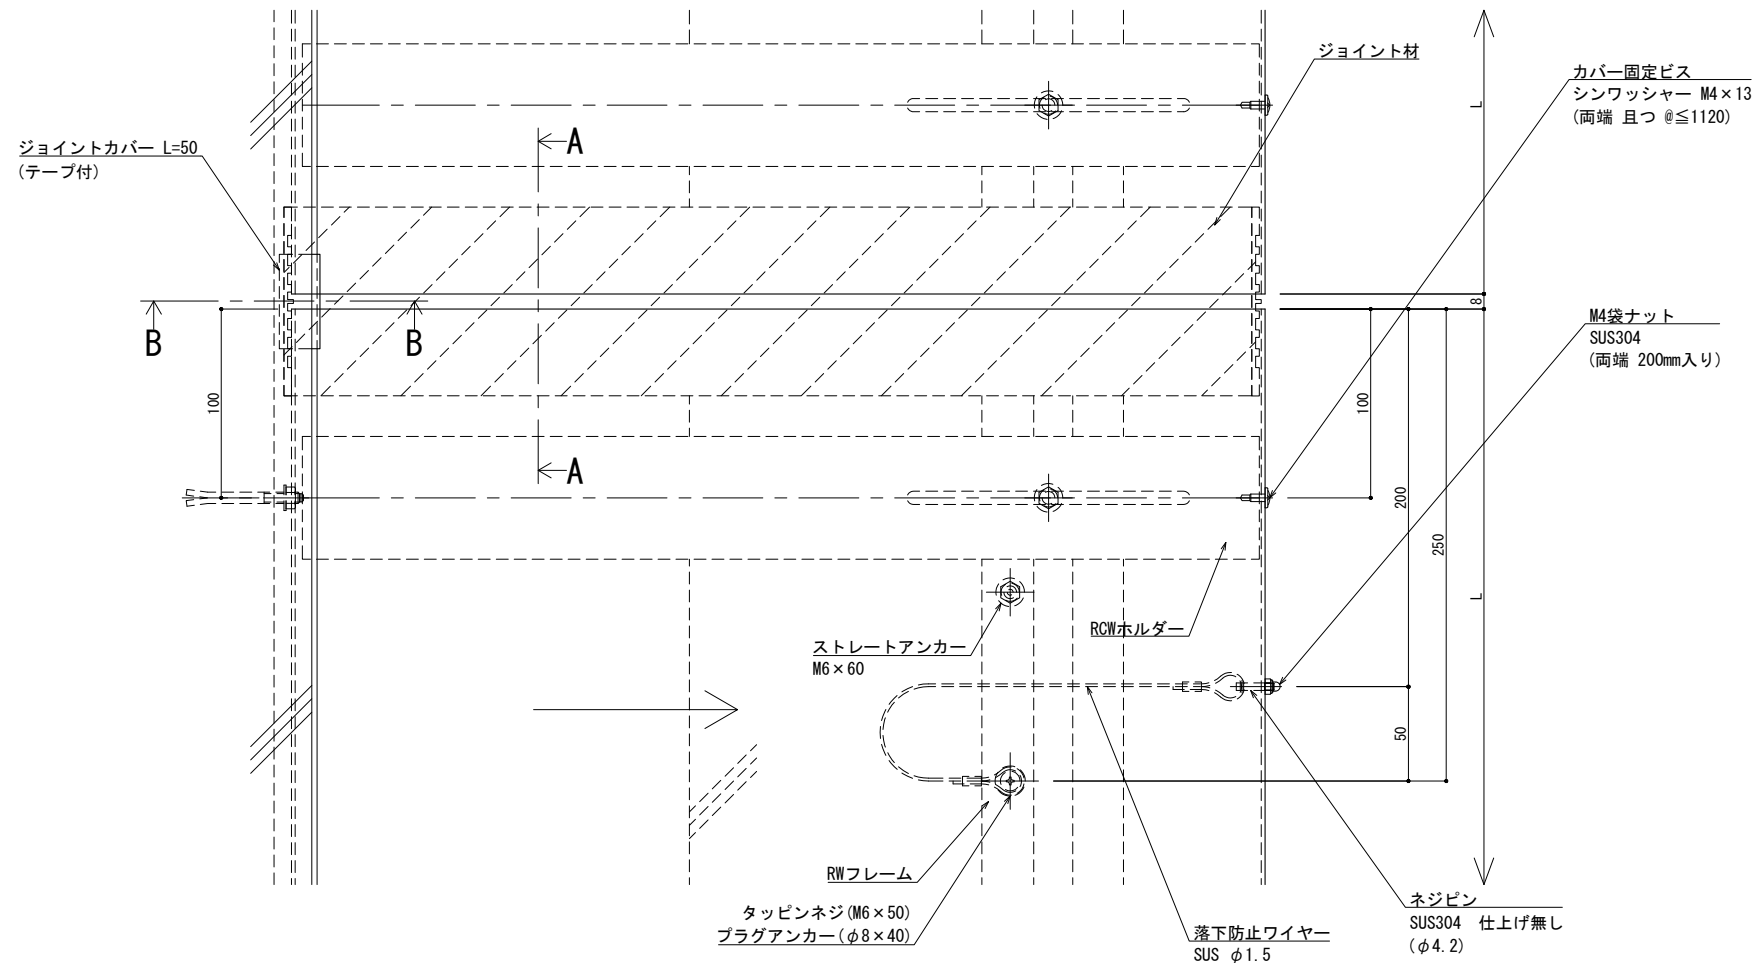 ジョイント材
カバー固定ビス
シンワッシャー M4×13
(両端 且つ @≦1120)
L
A
ジョイントカバー L=50
(テープ付)
8
B
B
M4袋ナット
SUS304
(両端 200mm入り)
100
100
A
200
250
L
RCWホルダー
ストレートアンカー
M6×60
50
RWフレーム
タッピンネジ(M6×50)
プラグアンカー(φ8×40)
落下防止ワイヤー
SUS φ1.5
ネジピン
SUS304 仕上げ無し
(φ4.2)